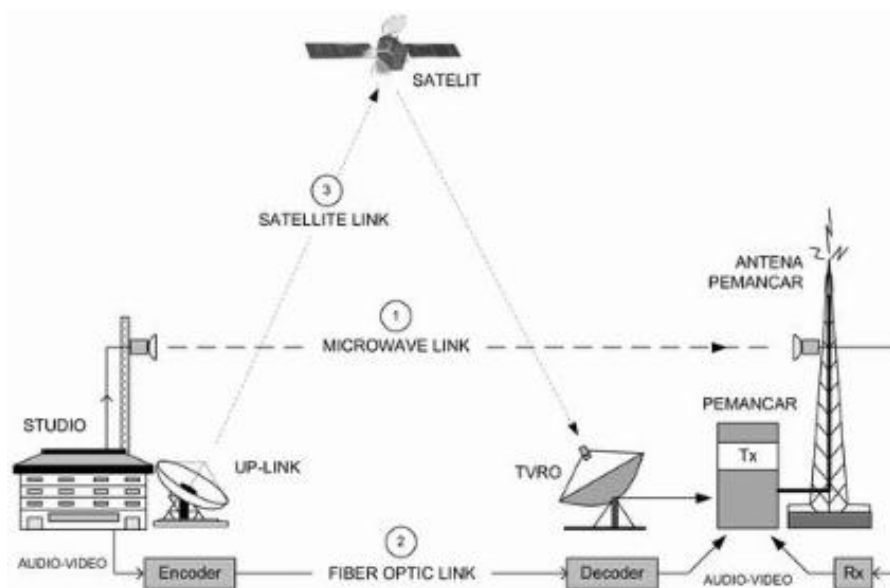 SATELIT
3
SATELLITE LINK
ANTENA
PEMANCAR
1
MICROWAVE LINK
STUDIO
PEMANCAR
Tx
UP-LINK
TVRO
2
AUDIO-VIDEO
Encoder
FIBER OPTIC LINK
Decoder
AUDIO-VIDEO
Rx